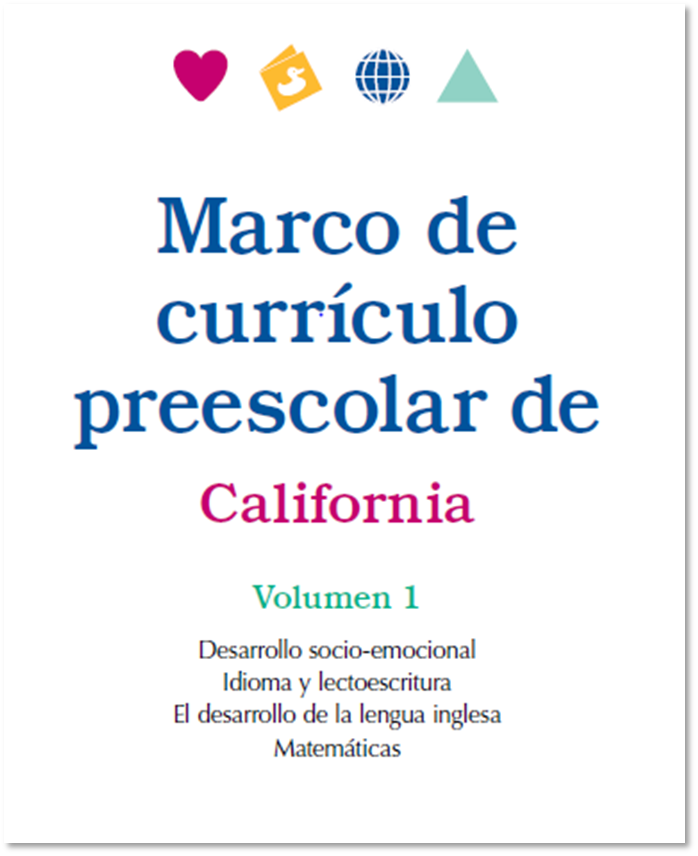 Marco de
currículo
preescolar de
California
Volumen 1
Desarrollo socio-emocional
Idioma y lectoescritura
El desarrollo de la lengua inglesa
Matemáticas